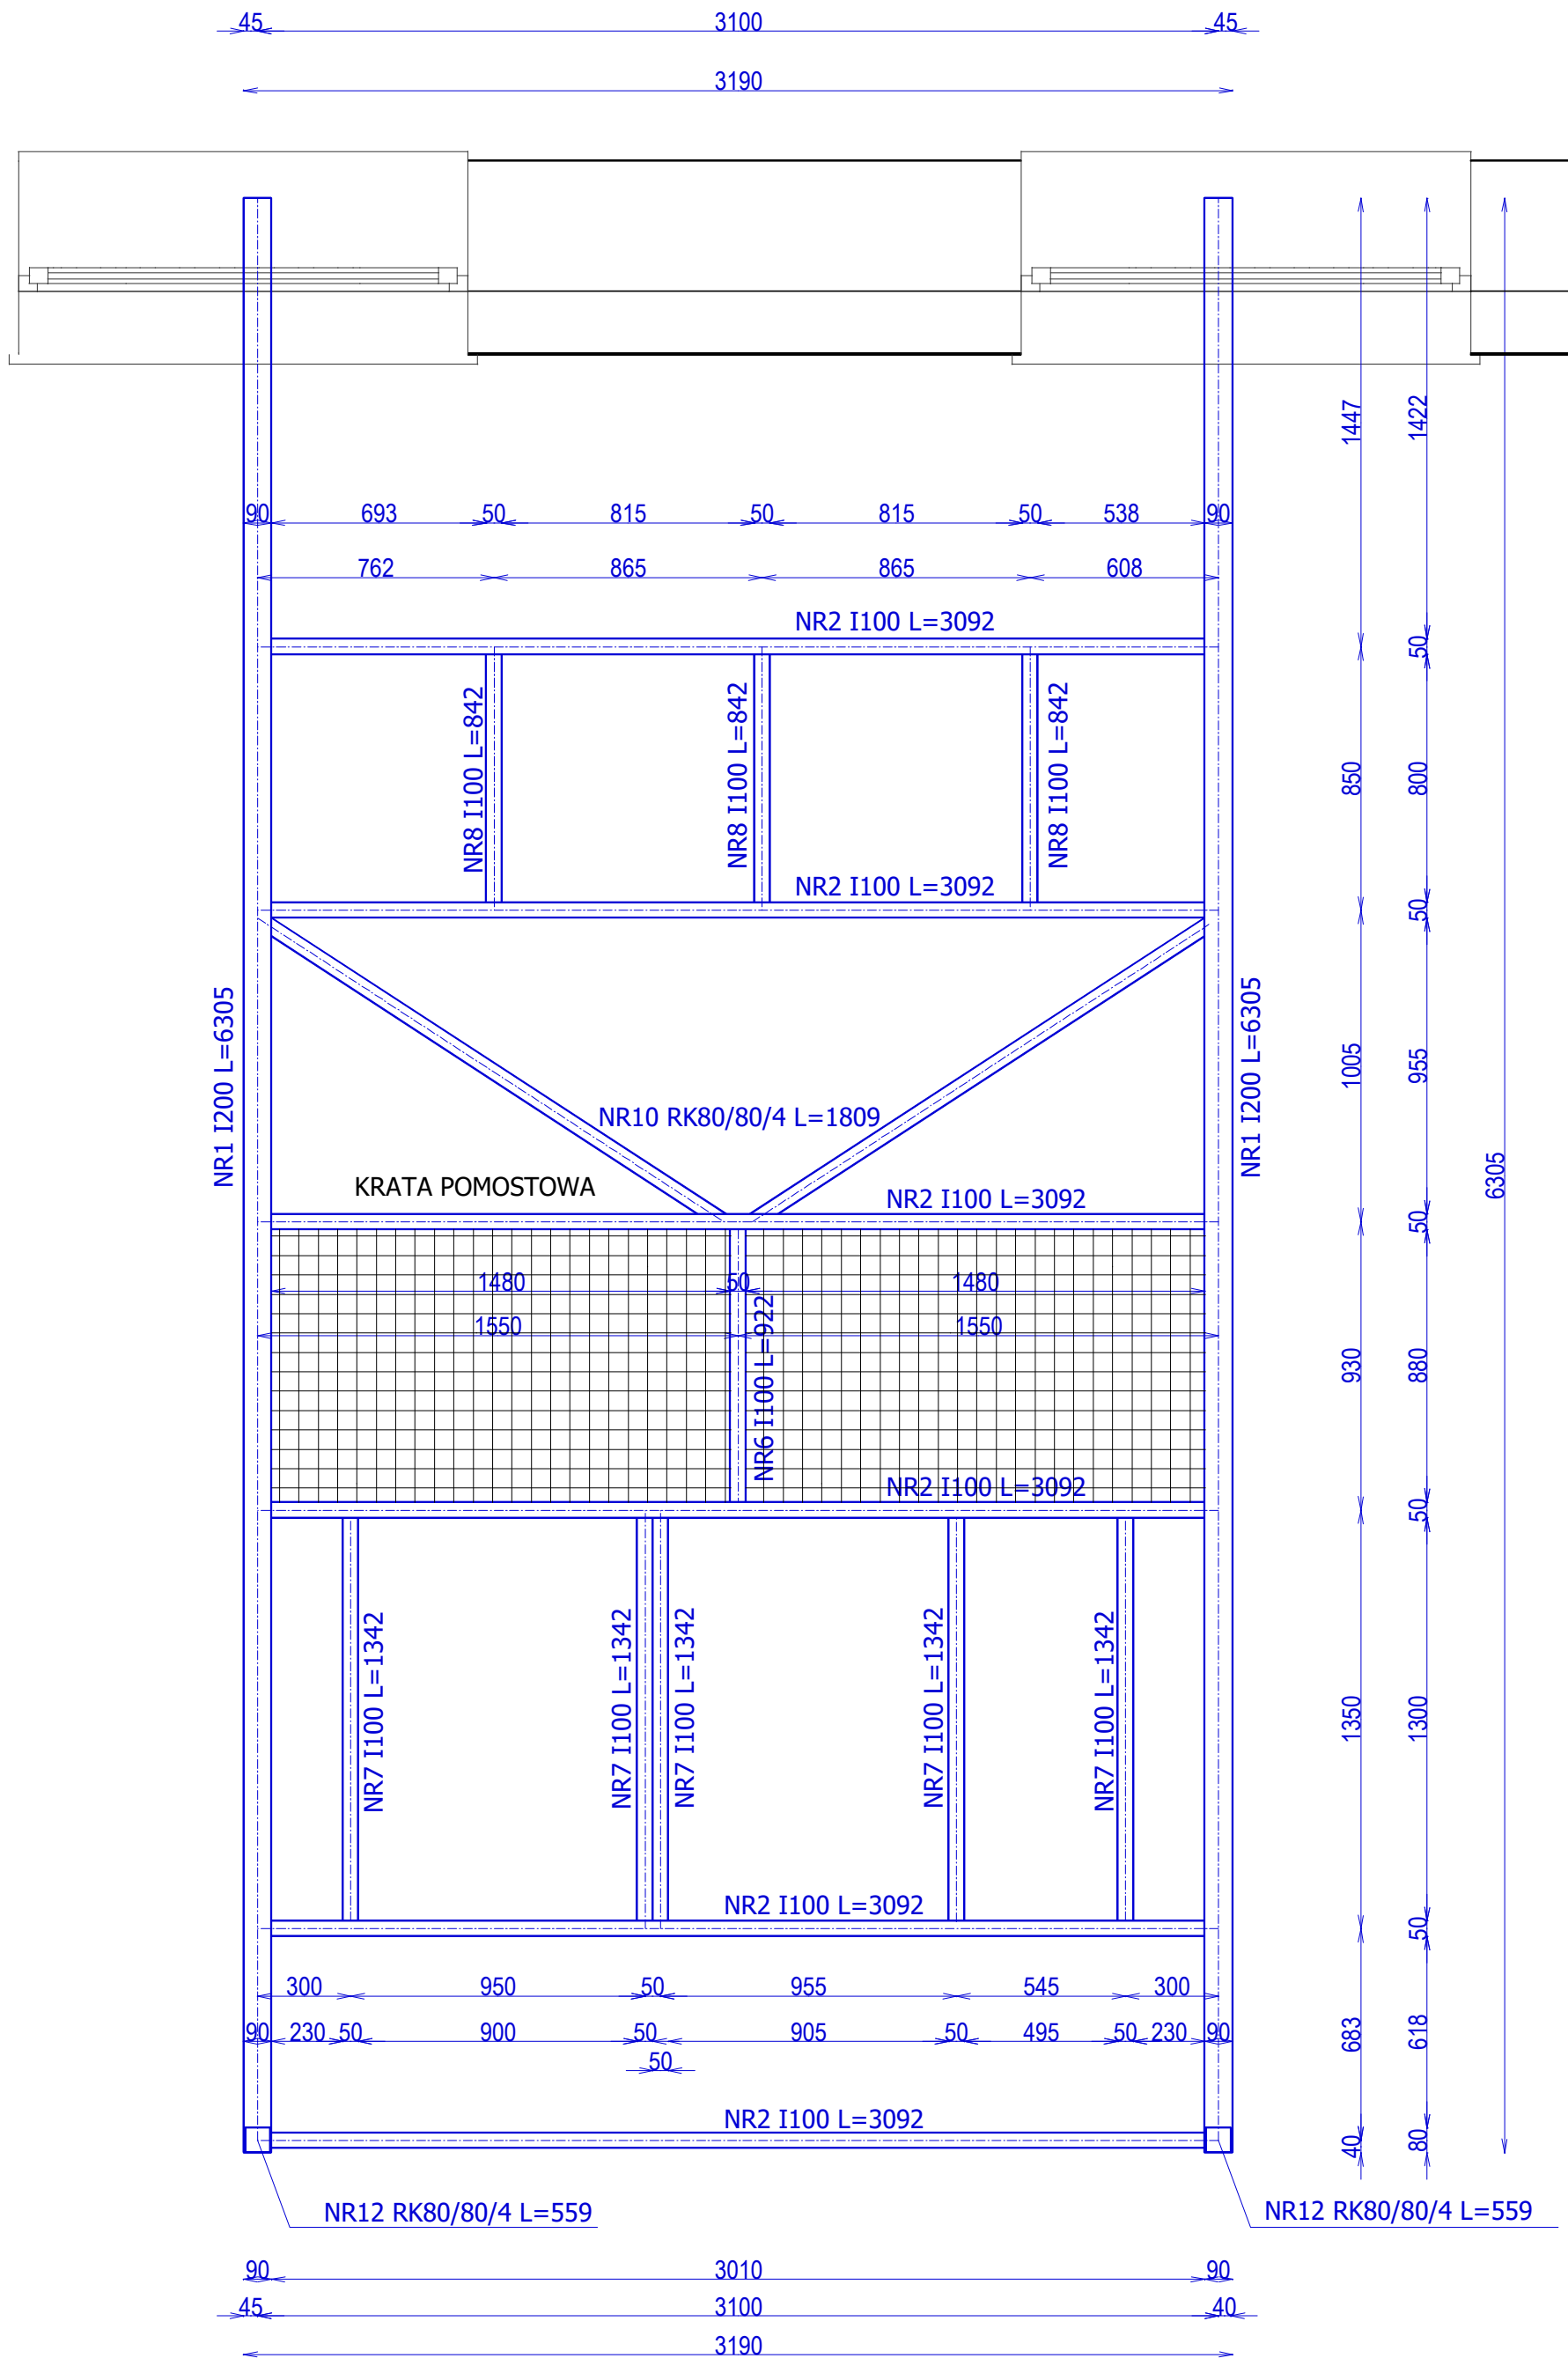 45 3100 45
3190
1447
1422
90 693 50 815 50 815 50 538 90
762 865 865 608
NR2 I100 L=3092
50
NR8 I100 L=842
NR8 I100 L=842
NR8 I100 L=842
850
800
NR2 I100 L=3092
50
NR1 I200 L=6305
NR1 I200 L=6305
1005
955
NR10 RK80/80/4 L=1809
6305
KRATA POMOSTOWA
NR2 I100 L=3092
50
1480 50 1480
1550 1550
NR6 I100 L=922
930
880
NR2 I100 L=3092
50
NR7 I100 L=1342
NR7 I100 L=1342
NR7 I100 L=1342
NR7 I100 L=1342
NR7 I100 L=1342
1350
1300
NR2 I100 L=3092
50
300 950 50 955 545 300
90 230 50 900 50 905 50 495 50 230 90
50
683
618
NR2 I100 L=3092
40
80
NR12 RK80/80/4 L=559
NR12 RK80/80/4 L=559
90 3010 90
45 3100 40
3190